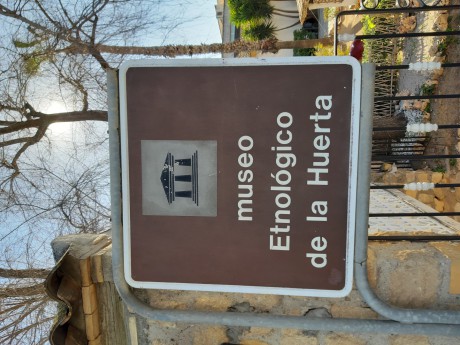 museo
Etnológico
de la Huerta